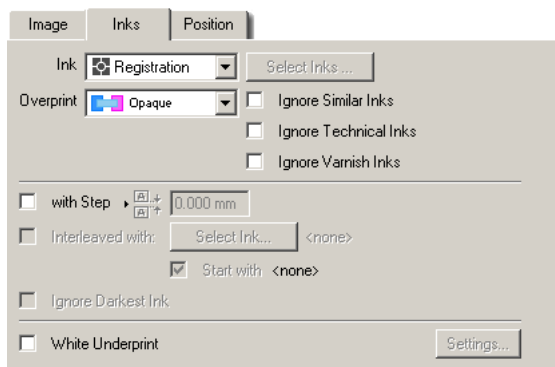 Image Inks Position
Ink Registration Select Inks ...
Overprint Opaque Ignore Similar Inks
Ignore Technical Inks
Ignore Varnish Inks
with Step A A 0.000 mm
Interleaved with: Select Ink... <none>
Start with <none>
Ignore Darkest Ink
White Underprint Settings...